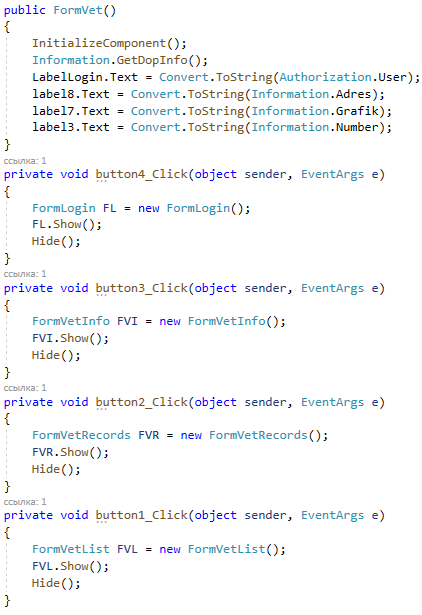 public FormVet()
{
InitializeComponent();
Information.GetDopInfo();
LabelLogin.Text = Convert.ToString(Authorization.User);
label8.Text = Convert.ToString(Information.Adres);
label7.Text = Convert.ToString(Information.Grafik);
label3.Text = Convert.ToString(Information.Number);
}
ссылка: 1
private void button4_Click(object sender, EventArgs e)
{
FormLogin FL = new FormLogin();
FL.Show();
Hide();
}
ссылка: 1
private void button3_Click(object sender, EventArgs e)
{
FormVetInfo FVI = new FormVetInfo();
FVI.Show();
Hide();
}
ссылка: 1
private void button2_Click(object sender, EventArgs e)
{
FormVetRecords FVR = new FormVetRecords();
FVR.Show();
Hide();
}
ссылка: 1
private void button1_Click(object sender, EventArgs e)
{
FormVetList FVL = new FormVetList();
FVL.Show();
Hide();
}